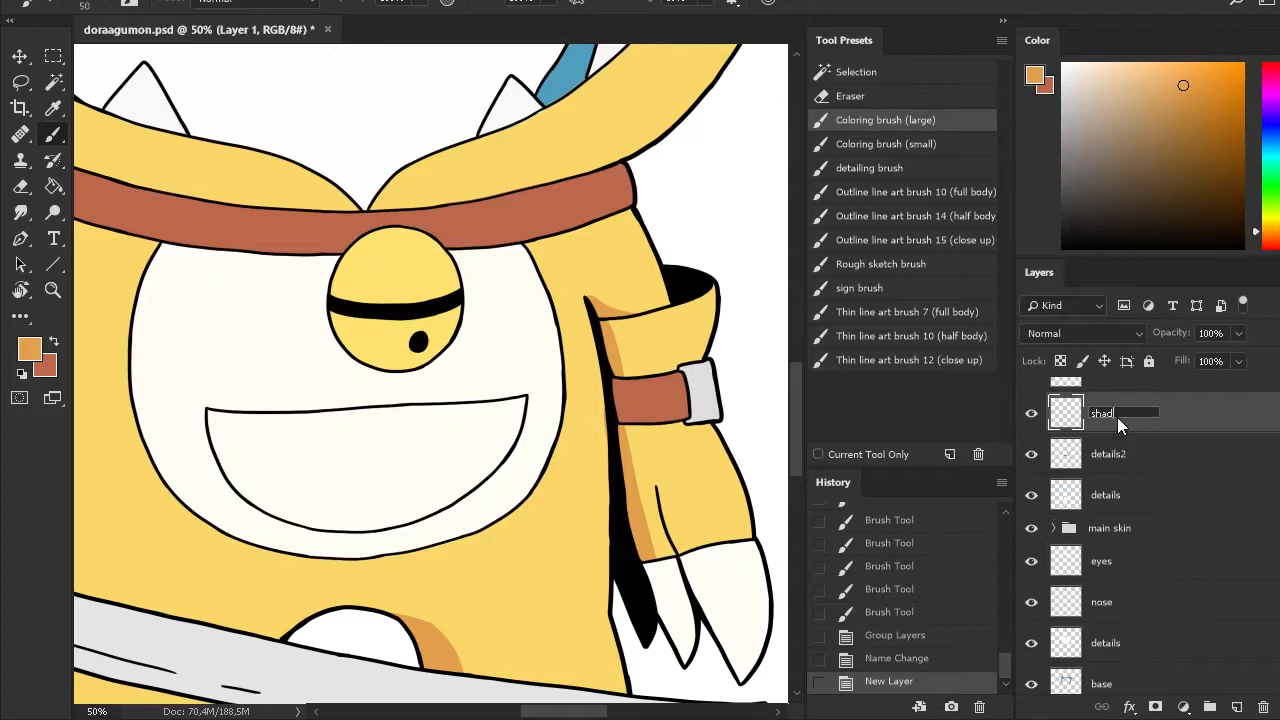 50
doraagumon.psd @ 50% (Layer 1, RGB/8#) *
Tool Presets
Selection
Eraser
Coloring brush (large)
Coloring brush (small)
detailing brush
Outline line art brush 10 (full body)
Outline line art brush 14 (half body
Outline line art brush 15 (close up)
Rough sketch brush
sign brush
Thin line art brush 7 (full body)
Thin line art brush 10 (half body)
Thin line art brush 12 (close up)
Current Tool Only
History
Brush Tool
Brush Tool
Brush Tool
Brush Tool
Brush Tool
Group Layers
Name Change
New Layer
Color
Layers
Kind
Normal
Opacity: 100%
Lock:
Fill: 100%
shad
details2
details
main skin
eyes
nose
details
base
50%
Doc: 70,4M/188,5M